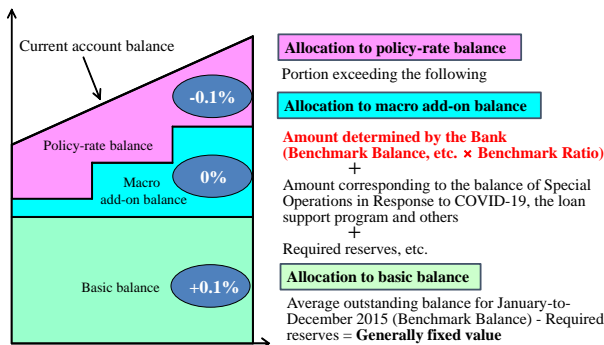 Current account balance
-0.1%
Policy-rate balance
0%
Macro
add-on balance
Basic balance
+0.1%
Allocation to policy-rate balance
Portion exceeding the following
Allocation to macro add-on balance
Amount determined by the Bank
(Benchmark Balance, etc. × Benchmark Ratio)
+
Amount corresponding to the balance of Special
Operations in Response to COVID-19, the loan
support program and others
+
Required reserves, etc.
Allocation to basic balance
Average outstanding balance for January-to-
December 2015 (Benchmark Balance) - Required
reserves = Generally fixed value